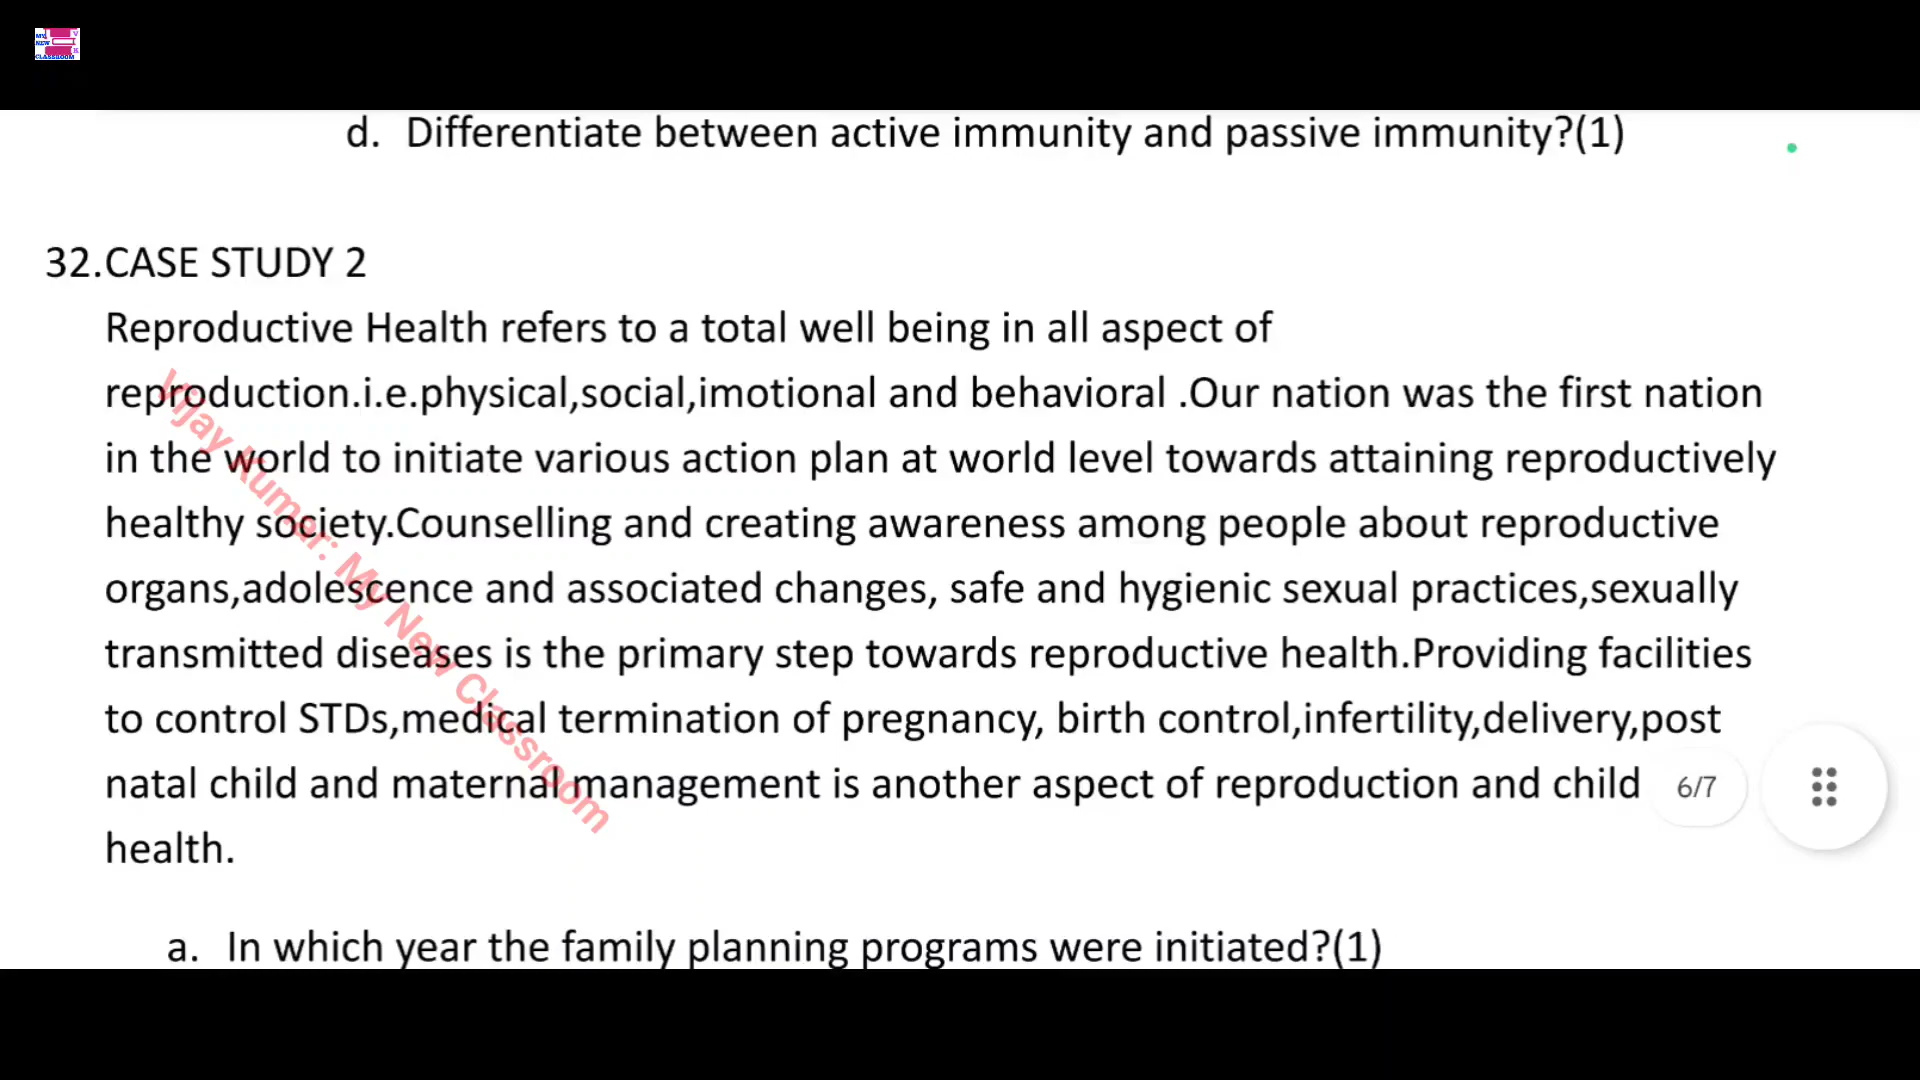 MY NEW CLASSROOM V K
d. Differentiate between active immunity and passive immunity?(1)
32.CASE STUDY 2
Reproductive Health refers to a total well being in all aspect of
reproduction.i.e.physical,social,imotional and behavioral .Our nation was the first nation
in the world to initiate various action plan at world level towards attaining reproductively
healthy society.Counselling and creating awareness among people about reproductive
organs,adolescence and associated changes, safe and hygienic sexual practices,sexually
transmitted diseases is the primary step towards reproductive health.Providing facilities
to control STDs,medical termination of pregnancy, birth control,infertility,delivery,post
natal child and maternal management is another aspect of reproduction and child
health.
6/7
a. In which year the family planning programs were initiated?(1)
Vijay Kumar: My New Classroom